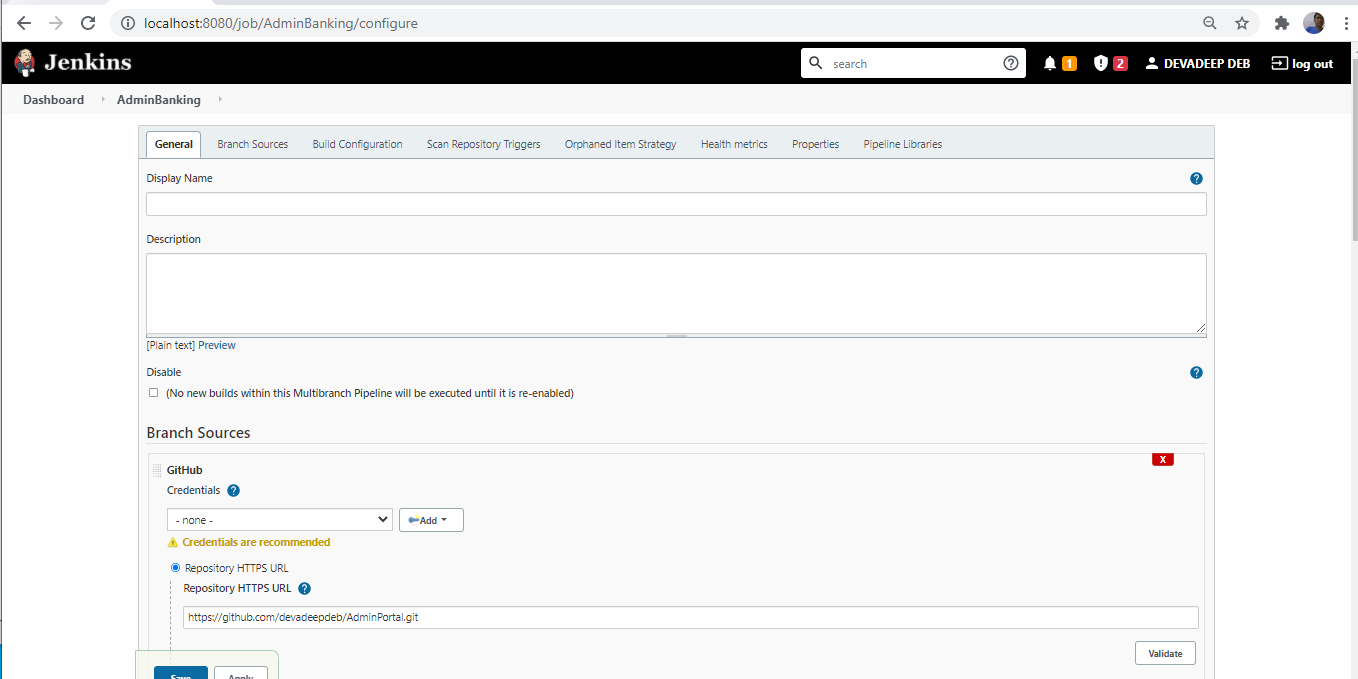 localhost:8080/job/AdminBanking/configure
Jenkins search 1 2 DEVADEEP DEB log out
Dashboard AdminBanking
General Branch Sources Build Configuration Scan Repository Triggers Orphaned Item Strategy Health metrics Properties Pipeline Libraries
Display Name ?
Description
[Plain text] Preview
Disable ?
(No new builds within this Multibranch Pipeline will be executed until it is re-enabled)
Branch Sources
X
GitHub
Credentials ?
- none - Add
Credentials are recommended
Repository HTTPS URL
Repository HTTPS URL ?
https://github.com/devadeepdeb/AdminPortal.git
Validate
Save Apply